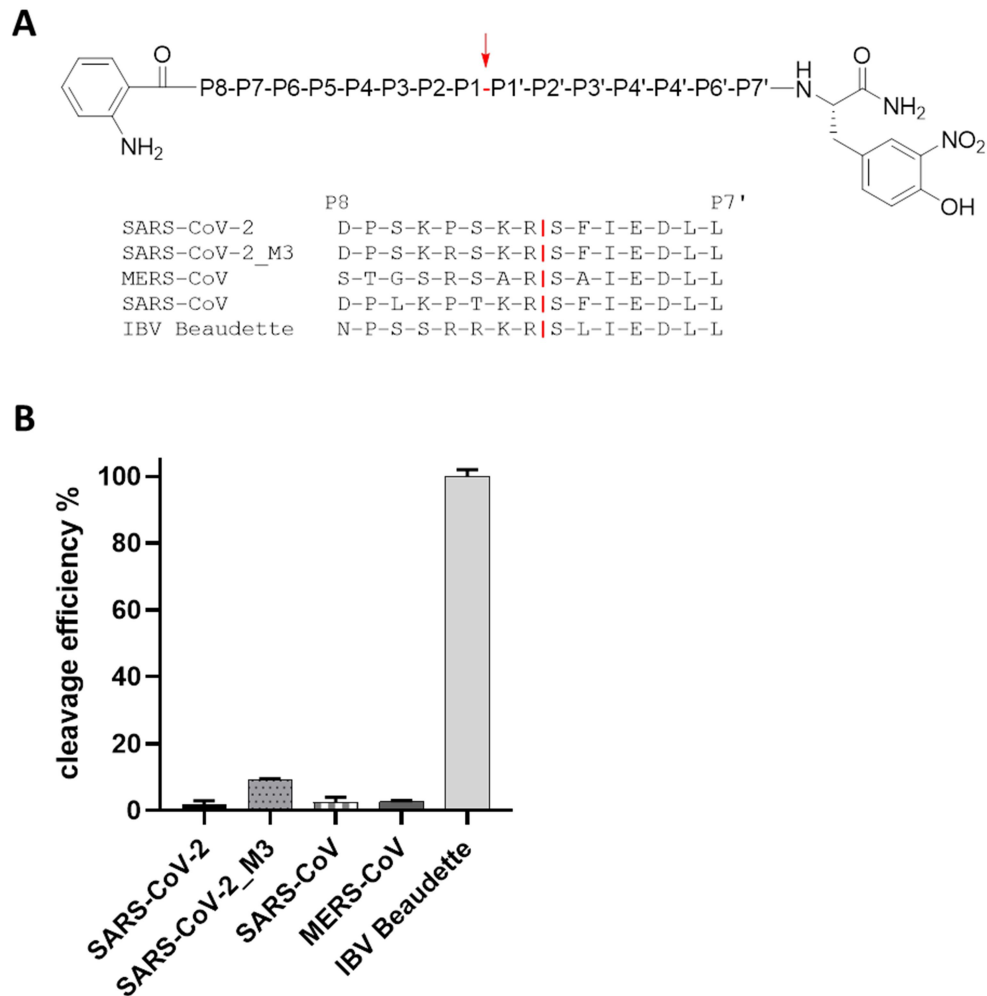 A
O
P8-P7-P6-P5-P4-P3-P2-P1-P1'-P2'-P3'-P4'-P4'-P6'-P7'
NH2
H
N
O
NH2
NO2
OH
P8 P7'
SARS-CoV-2 D-P-S-K-P-S-K-R|S-F-I-E-D-L-L
SARS-CoV-2_M3 D-P-S-K-R-S-K-R|S-F-I-E-D-L-L
MERS-CoV S-T-G-S-R-S-A-R|S-A-I-E-D-L-L
SARS-CoV D-P-L-K-P-T-K-R|S-F-I-E-D-L-L
IBV Beaudette N-P-S-S-R-R-K-R|S-L-I-E-D-L-L
B
cleavage efficiency %
100
80
60
40
20
0
SARS-CoV-2
SARS-CoV-2_M3
SARS-CoV
MERS-CoV
IBV Beaudette